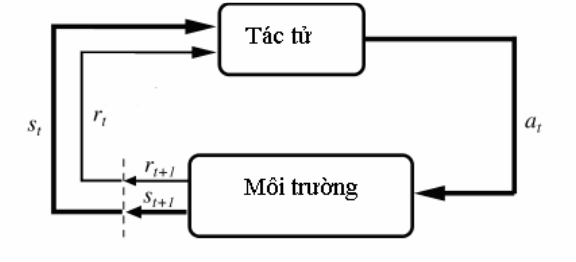 Tác tử
s_t
r_t
a_t
r_{t+1}
Môi trường
s_{t+1}